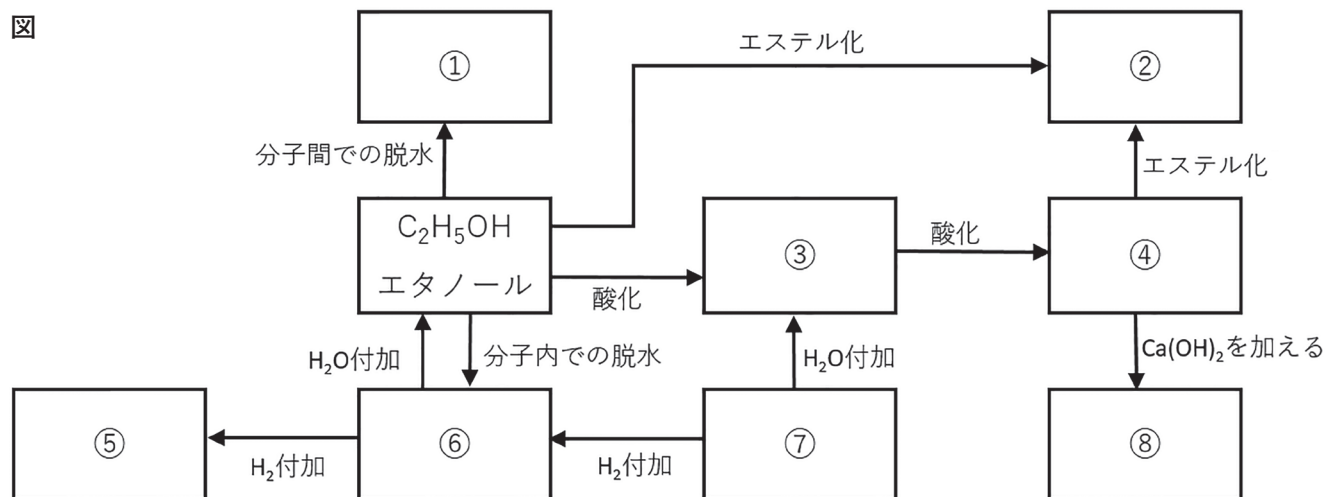 図
①
エステル化
②
分子間での脱水
エステル化
C₂H₅OH
エタノール
酸化
③
酸化
④
H₂O付加
分子内での脱水
H₂O付加
Ca(OH)₂を加える
⑤
H₂付加
⑥
H₂付加
⑦
⑧